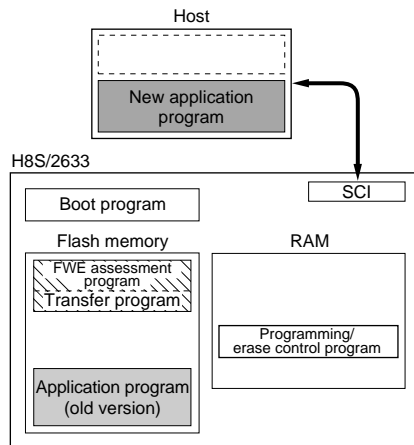 Host
New application
program
H8S/2633
SCI
Boot program
Flash memory
RAM
FWE assessment
program
Transfer program
Programming/
erase control program
Application program
(old version)